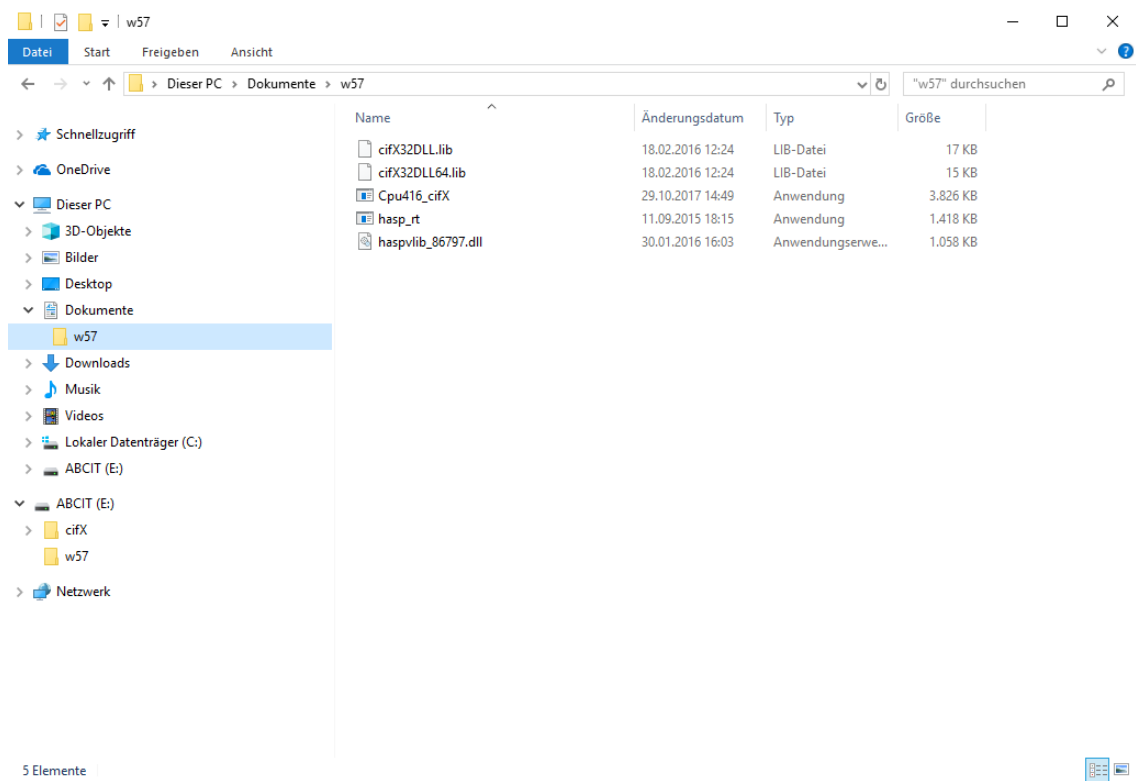 w57
Datei Start Freigeben Ansicht
Dieser PC Dokumente w57 "w57" durchsuchen
Name Änderungsdatum Typ Größe
Schnellzugriff
OneDrive
Dieser PC
3D-Objekte
Bilder
Desktop
Dokumente
w57
Downloads
Musik
Videos
Lokaler Datenträger (C:)
ABCIT (E:)
ABCIT (E:)
cifX
w57
Netzwerk
cifX32DLL.lib 18.02.2016 12:24 LIB-Datei 17 KB
cifX32DLL64.lib 18.02.2016 12:24 LIB-Datei 15 KB
Cpu416_cifX 29.10.2017 14:49 Anwendung 3.826 KB
hasp_rt 11.09.2015 18:15 Anwendung 1.418 KB
haspvlib_86797.dll 30.01.2016 16:03 Anwendungserwe... 1.058 KB
5 Elemente